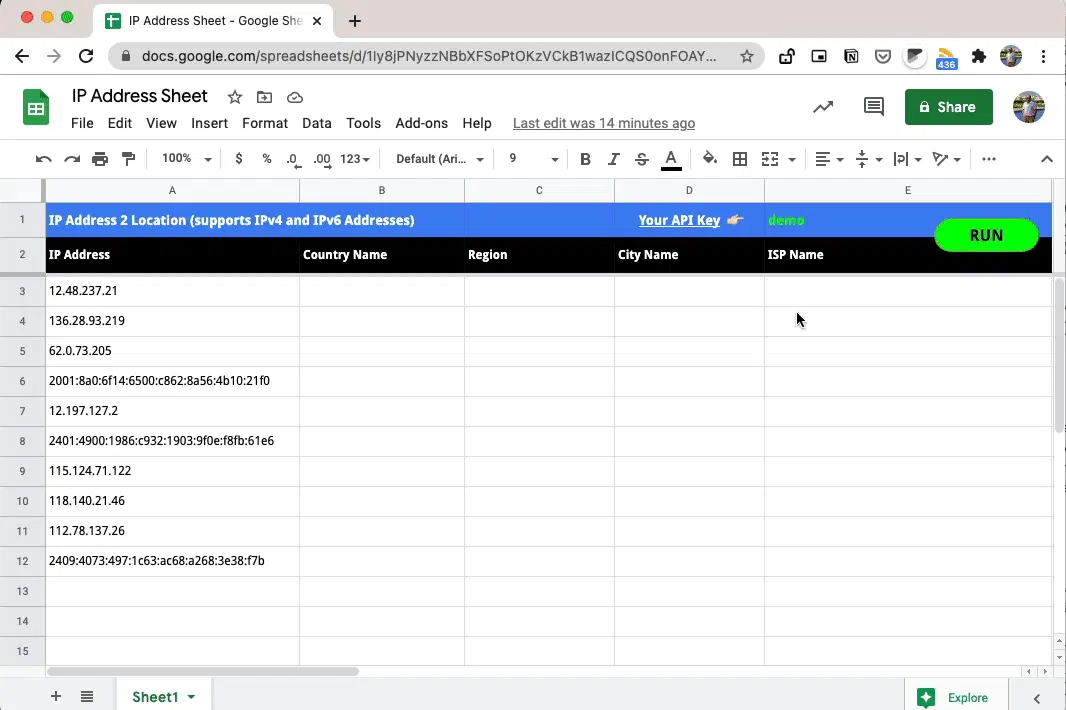 IP Address Sheet - Google She
docs.google.com/spreadsheets/d/1Iy8jPNyzzNBbXFSoPtOKzVCkB1wazICQS0onFOAY...
436
IP Address Sheet
Share
File Edit View Insert Format Data Tools Add-ons Help Last edit was 14 minutes ago
100% $ % .0 .00 123 Default (Ari... 9 B I S A
A B C D E
1 IP Address 2 Location (supports IPv4 and IPv6 Addresses) Your API Key 👉 demo
RUN
2 IP Address Country Name Region City Name ISP Name
3 12.48.237.21
4 136.28.93.219
5 62.0.73.205
6 2001:8a0:6f14:6500:c862:8a56:4b10:21f0
7 12.197.127.2
8 2401:4900:1986:c932:1903:9f0e:f8fb:61e6
9 115.124.71.122
10 118.140.21.46
11 112.78.137.26
12 2409:4073:497:1c63:ac68:a268:3e38:f7b
13
14
15
Sheet1 Explore